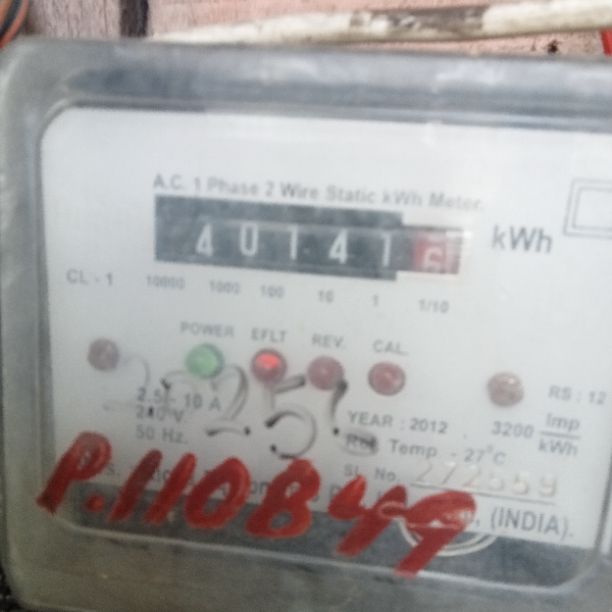 A.C. 1 Phase 2 Wire Static kWh Meter.
4 0 1 4 1 6 kWh
CL - 1 10000 1000 100 10 1 1/10
POWER EFLT REV. CAL.
RS : 12
2.5 - 10 A
240 V.
50 Hz.
YEAR : 2012 3200 Imp/kWh
Ref. Temp - 27°C
SL. No. 272559
P.110B49
(INDIA).